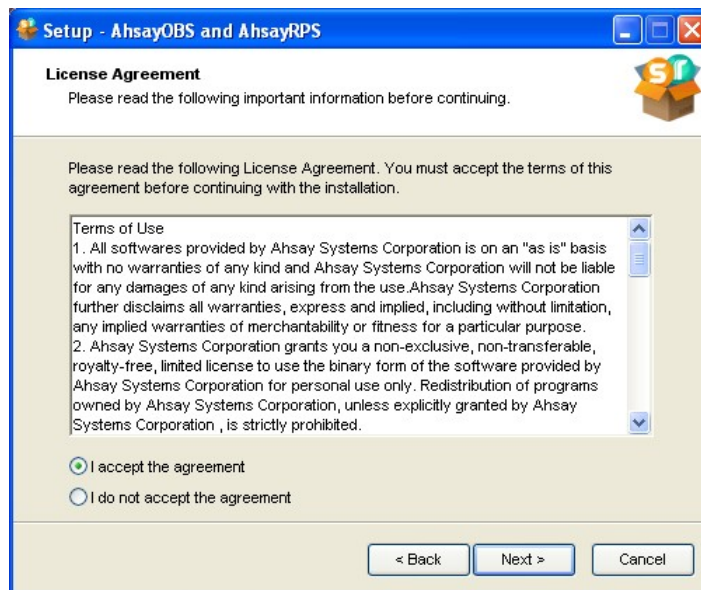 Setup - AhsayOBS and AhsayRPS
License Agreement
Please read the following important information before continuing.
Please read the following License Agreement. You must accept the terms of this
agreement before continuing with the installation.
Terms of Use
1. All softwares provided by Ahsay Systems Corporation is on an "as is" basis
with no warranties of any kind and Ahsay Systems Corporation will not be liable
for any damages of any kind arising from the use.Ahsay Systems Corporation
further disclaims all warranties, express and implied, including without limitation,
any implied warranties of merchantability or fitness for a particular purpose.
2. Ahsay Systems Corporation grants you a non-exclusive, non-transferable,
royalty-free, limited license to use the binary form of the software provided by
Ahsay Systems Corporation for personal use only. Redistribution of programs
owned by Ahsay Systems Corporation, unless explicitly granted by Ahsay
Systems Corporation , is strictly prohibited.
I accept the agreement
I do not accept the agreement
< Back
Next >
Cancel